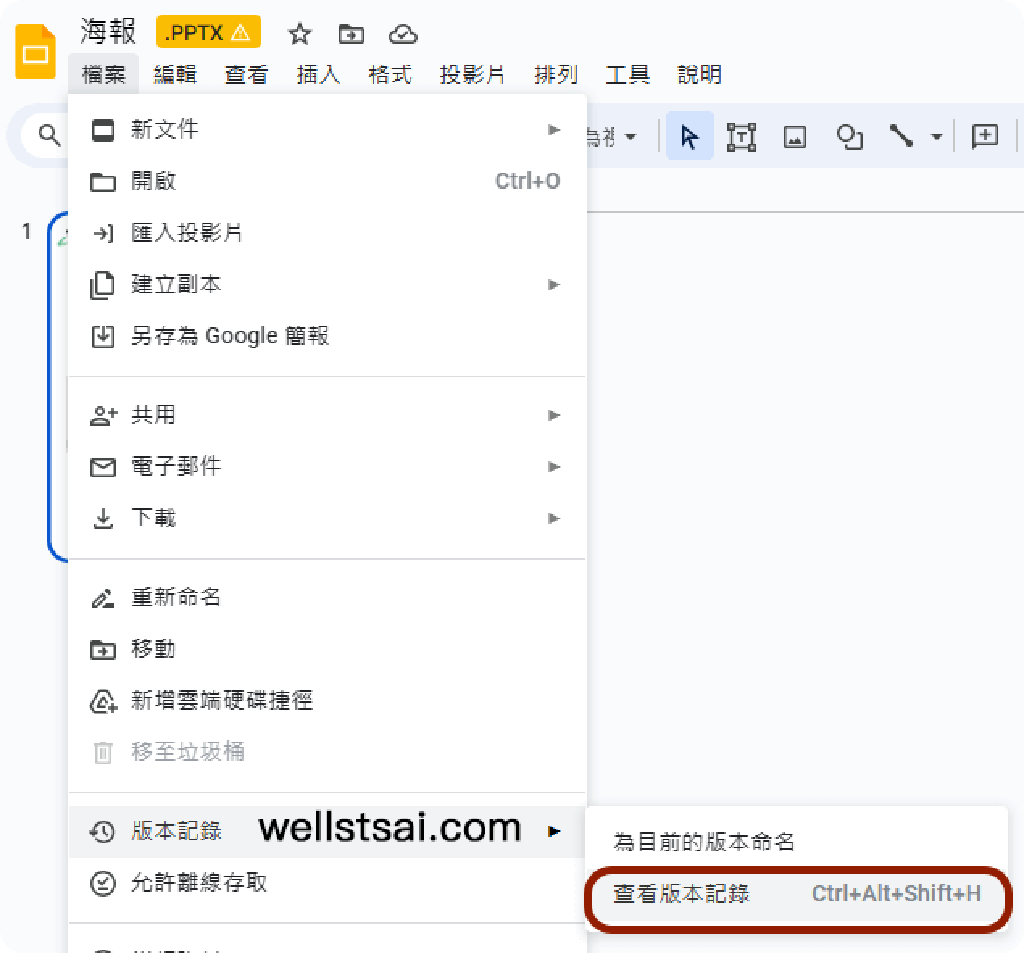 海報 .PPTX
檔案 編輯 查看 插入 格式 投影片 排列 工具 說明
新文件
開啟 Ctrl+O
匯入投影片
建立副本
另存為 Google 簡報
共用
電子郵件
下載
重新命名
移動
新增雲端硬碟捷徑
移至垃圾桶
版本記錄 wellstsai.com
允許離線存取
為目前的版本命名
查看版本記錄 Ctrl+Alt+Shift+H
1